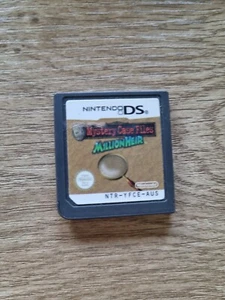 NINTENDO DS
Mystery Case Files
MILLIONHEIR
NTR-YFCE-AUS